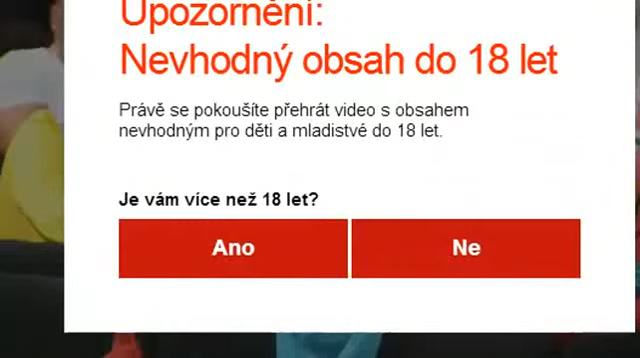 Upozornění:
Nevhodný obsah do 18 let
Právě se pokoušíte přehrát video s obsahem
nevhodným pro děti a mladistvé do 18 let.
Je vám více než 18 let?
Ano
Ne